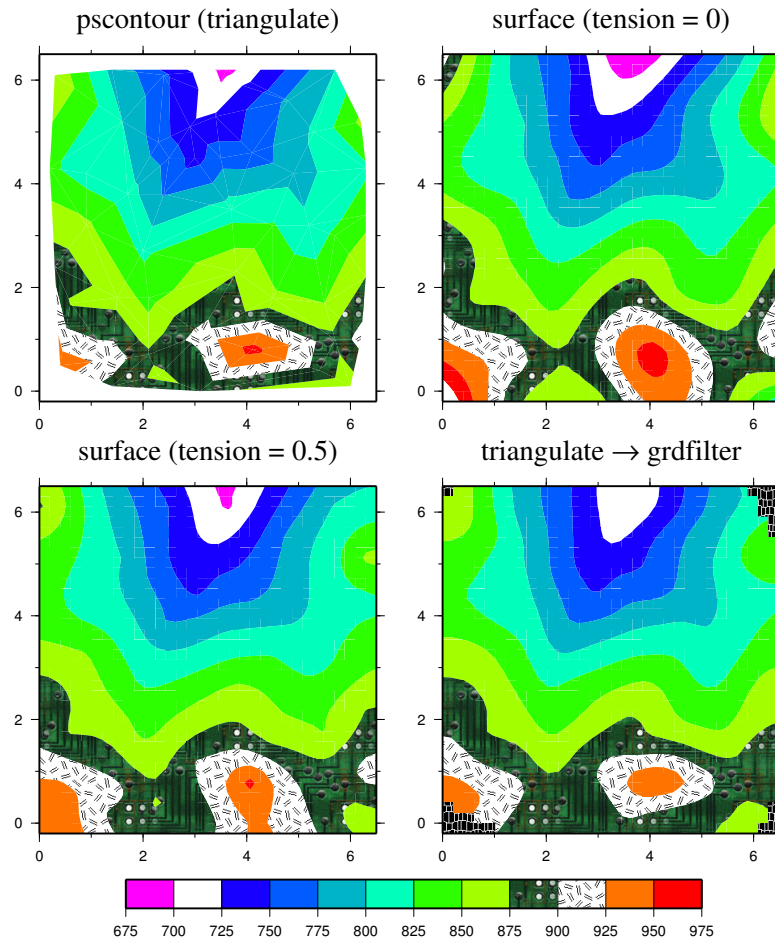 pscontour (triangulate)
surface (tension = 0)
6
4
2
0
0 2 4 6
6
4
2
0
0 2 4 6
surface (tension = 0.5)
triangulate → grdfilter
6
4
2
0
0 2 4 6
6
4
2
0
0 2 4 6
675 700 725 750 775 800 825 850 875 900 925 950 975